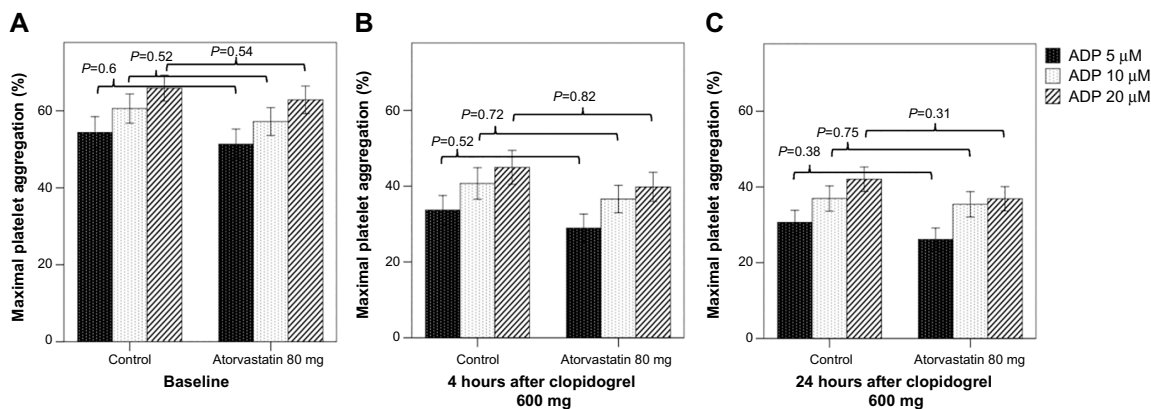 A
Maximal platelet aggregation (%)
60
40
20
0
P=0.6
P=0.52
P=0.54
Control
Atorvastatin 80 mg
Baseline
B
Maximal platelet aggregation (%)
60
40
20
0
P=0.52
P=0.72
P=0.82
Control
Atorvastatin 80 mg
4 hours after clopidogrel
600 mg
C
Maximal platelet aggregation (%)
60
40
20
0
P=0.38
P=0.75
P=0.31
Control
Atorvastatin 80 mg
24 hours after clopidogrel
600 mg
ADP 5 μM
ADP 10 μM
ADP 20 μM